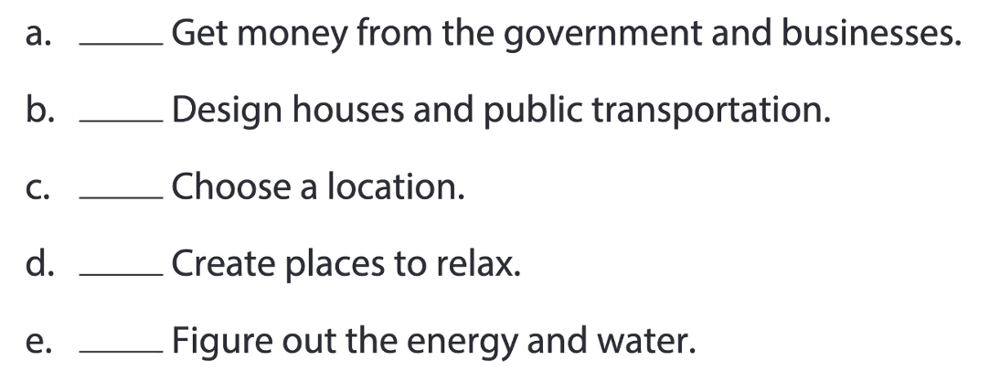 a. _____ Get money from the government and businesses.
b. _____ Design houses and public transportation.
c. _____ Choose a location.
d. _____ Create places to relax.
e. _____ Figure out the energy and water.